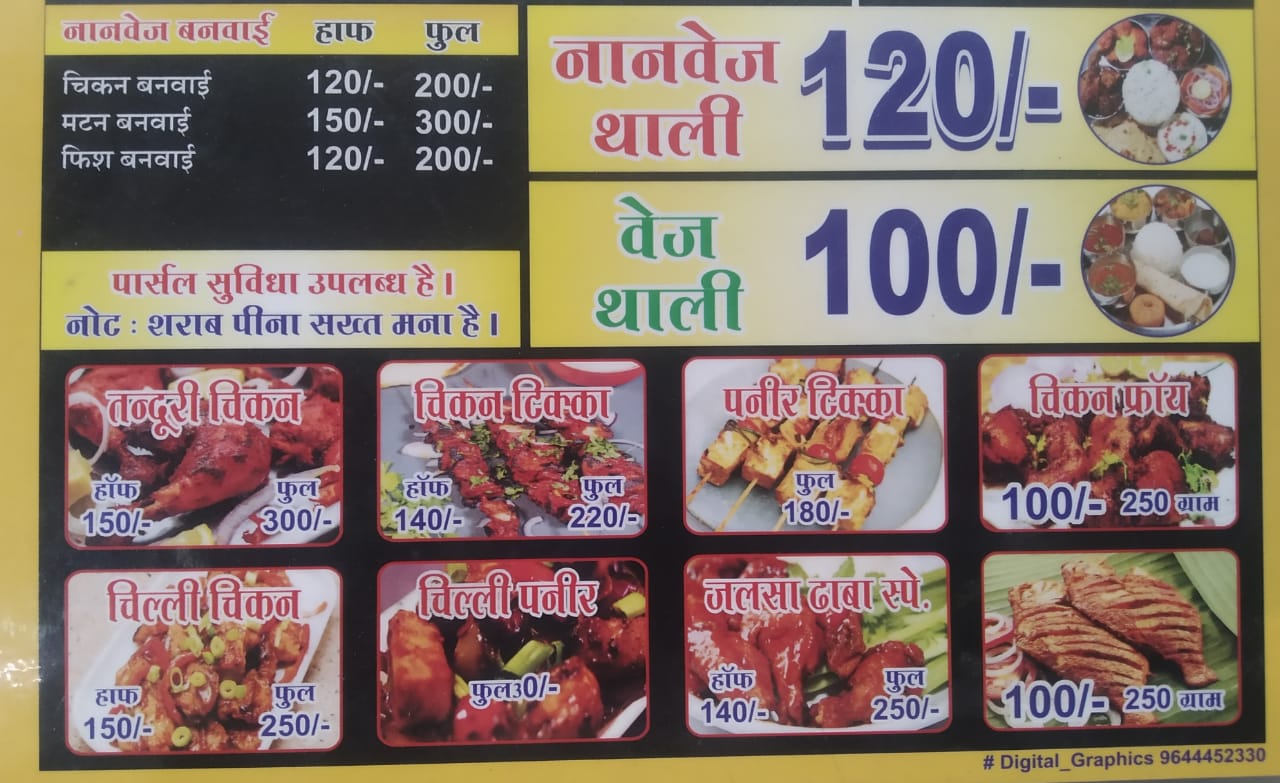 नानवेज बनवाई हाफ फुल
चिकन बनवाई 120/- 200/-
मटन बनवाई 150/- 300/-
फिश बनवाई 120/- 200/-
पार्सल सुविधा उपलब्ध है।
नोट : शराब पीना सख्त मना है।
नानवेज
थाली
120/-
वेज
थाली
100/-
तन्दूरी चिकन
हॉफ फुल
150/- 300/-
चिकन टिक्का
हॉफ फुल
140/- 220/-
पनीर टिक्का
फुल
180/-
चिकन फ्रॉय
100/- 250 ग्राम
चिल्ली चिकन
हाफ फुल
150/- 250/-
चिल्ली पनीर
फुल30/-
जलसा ढाबा स्पे.
हॉफ फुल
140/- 250/-
100/- 250 ग्राम
# Digital_Graphics 9644452330